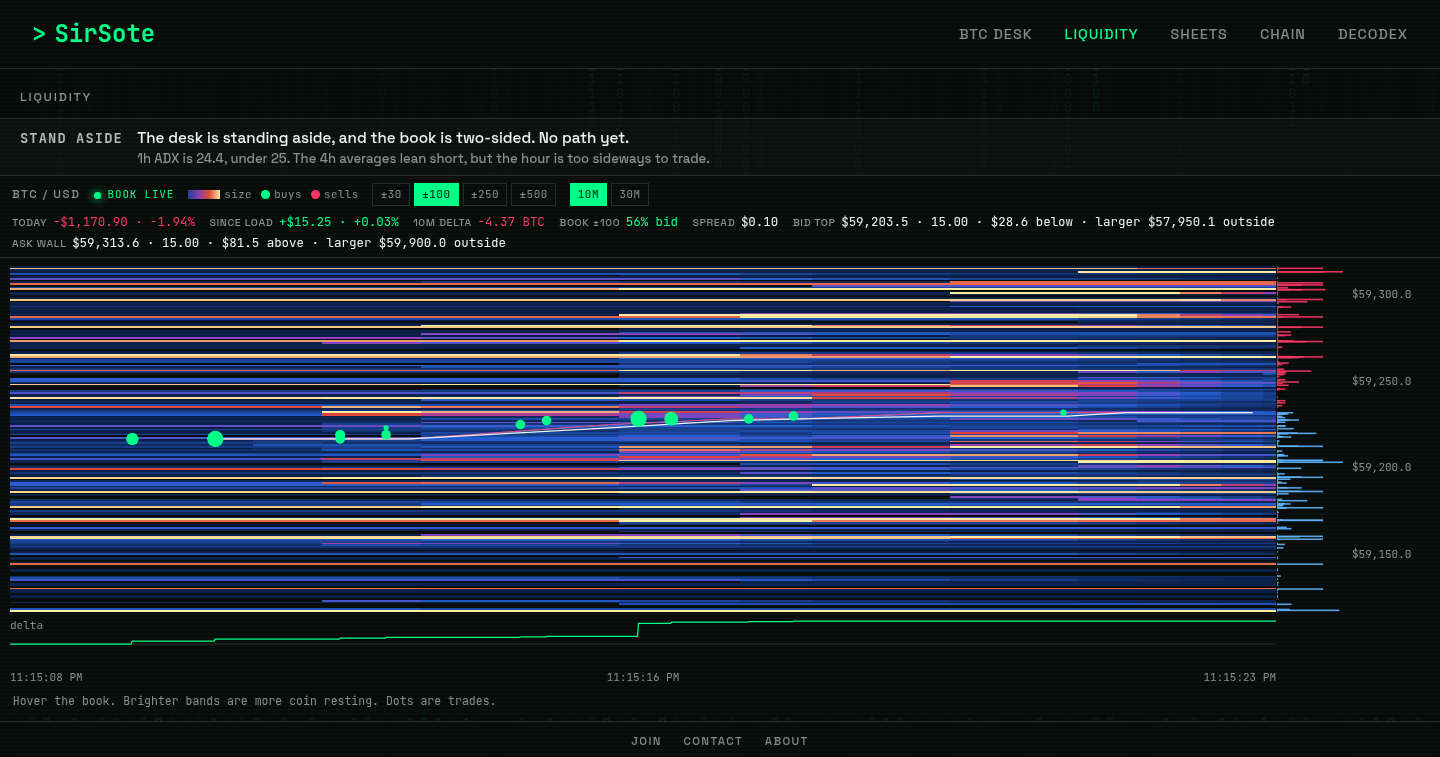 > SirSote
BTC DESK LIQUIDITY SHEETS CHAIN DECODEX
LIQUIDITY
STAND ASIDE The desk is standing aside, and the book is two-sided. No path yet.
1h ADX is 24.4, under 25. The 4h averages lean short, but the hour is too sideways to trade.
BTC / USD BOOK LIVE size buys sells ±30 ±100 ±250 ±500 10M 30M
TODAY -$1,170.90 · -1.94% SINCE LOAD +$15.25 · +0.03% 10M DELTA -4.37 BTC BOOK ±100 56% bid SPREAD $0.10 BID TOP $59,203.5 · 15.00 · $28.6 below · larger $57,950.1 outside
ASK WALL $59,313.6 · 15.00 · $81.5 above · larger $59,900.0 outside
$59,300.0
$59,250.0
$59,200.0
$59,150.0
delta
11:15:08 PM 11:15:16 PM 11:15:23 PM
Hover the book. Brighter bands are more coin resting. Dots are trades.
JOIN CONTACT ABOUT